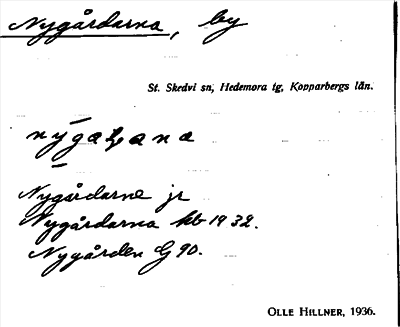 Nygårdarna, by
St. Skedvi sn, Hedemora tg, Kopparbergs län.
Nygårdarne jr
Nygårdarna kb 1932.
Nygården G 90.
OLLE HILLNER, 1936.